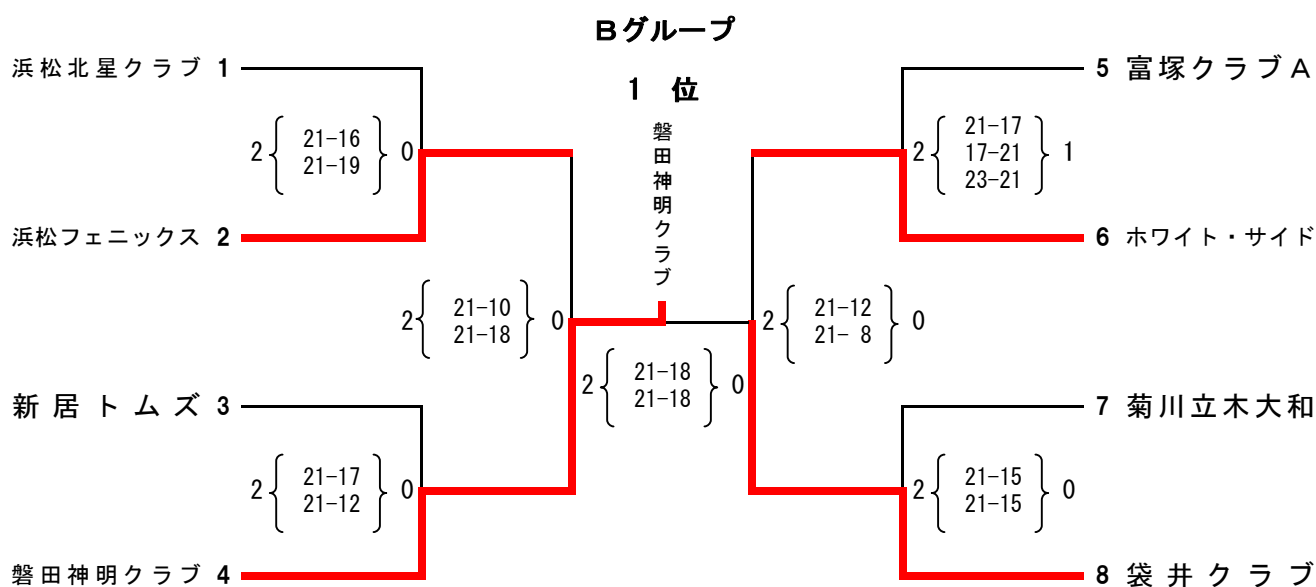 Bグループ
1 位
磐田神明クラブ
浜松北星クラブ 1
2 21-16 0
21-19
浜松フェニックス 2
2 21-10 0
21-18
新居トムズ 3
2 21-17 0
21-12
磐田神明クラブ 4
2 21-18 0
21-18
5 富塚クラブA
2 21-17 1
17-21
23-21
6 ホワイト・サイド
2 21-12 0
21- 8
7 菊川立木大和
2 21-15 0
21-15
8 袋井クラブ